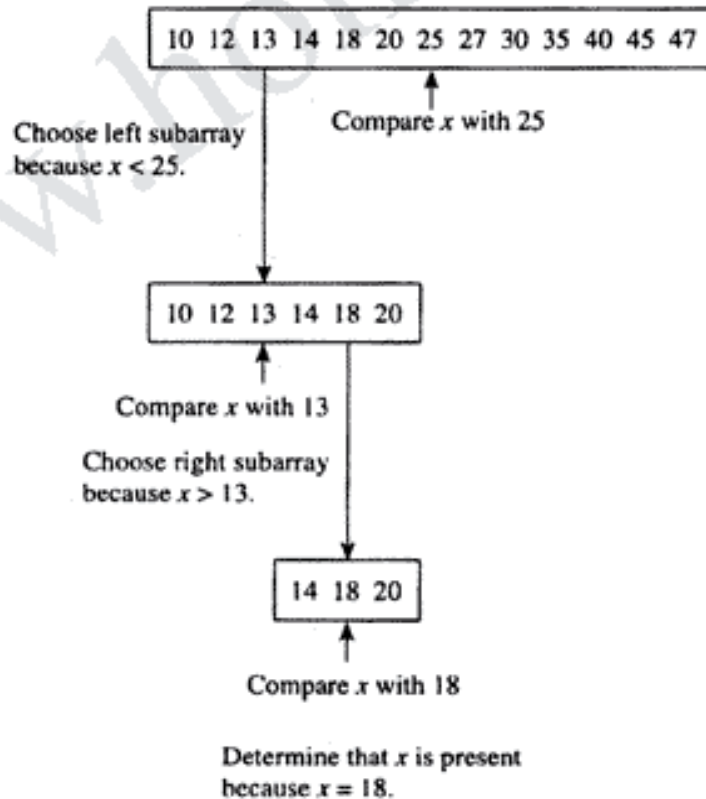 10 12 13 14 18 20 25 27 30 35 40 45 47
Compare x with 25
Choose left subarray
because x < 25.
10 12 13 14 18 20
Compare x with 13
Choose right subarray
because x > 13.
14 18 20
Compare x with 18
Determine that x is present
because x = 18.